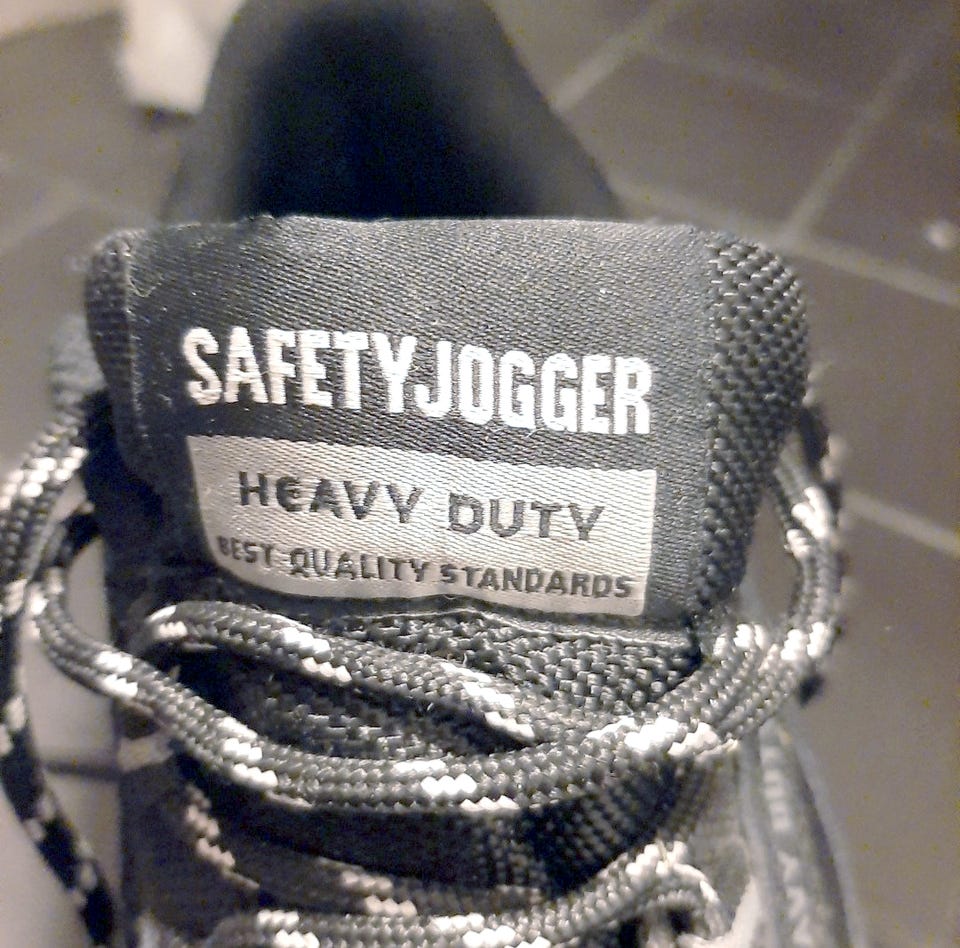 SAFETYJOGGER
HEAVY DUTY
BEST QUALITY STANDARDS